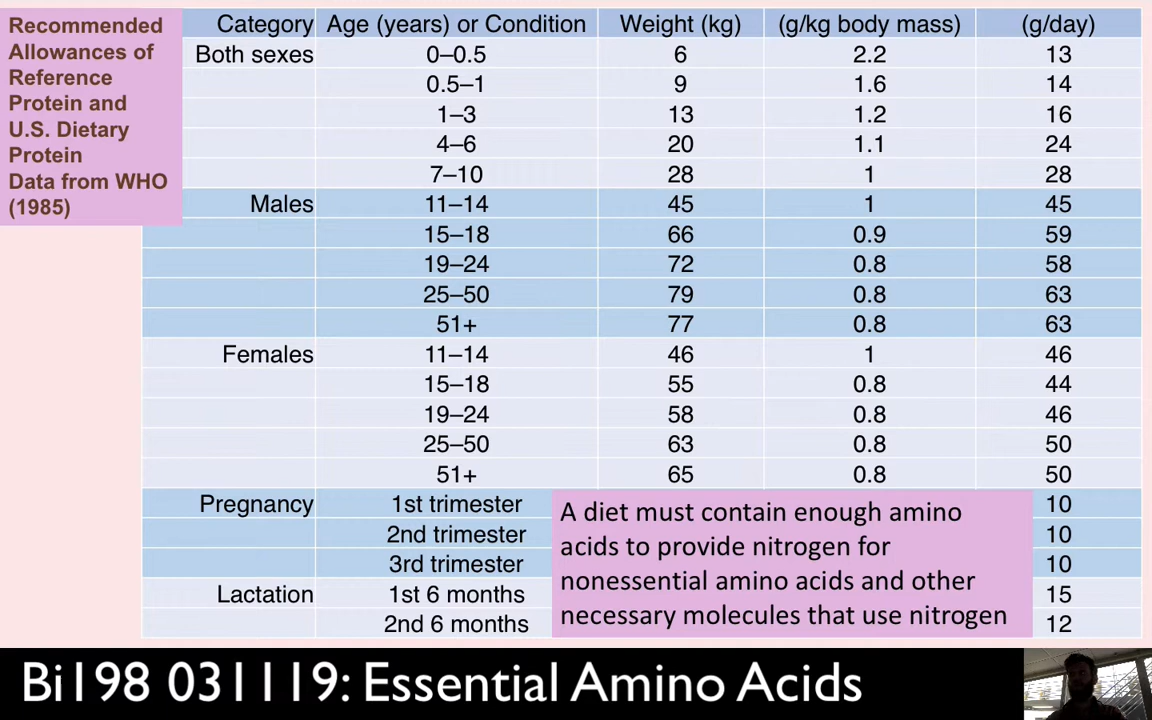 Recommended
Allowances of
Reference
Protein and
U.S. Dietary
Protein
Data from WHO
(1985)
Category Age (years) or Condition Weight (kg) (g/kg body mass) (g/day)
Both sexes 0–0.5 6 2.2 13
0.5–1 9 1.6 14
1–3 13 1.2 16
4–6 20 1.1 24
7–10 28 1 28
Males 11–14 45 1 45
15–18 66 0.9 59
19–24 72 0.8 58
25–50 79 0.8 63
51+ 77 0.8 63
Females 11–14 46 1 46
15–18 55 0.8 44
19–24 58 0.8 46
25–50 63 0.8 50
51+ 65 0.8 50
Pregnancy 1st trimester 10
2nd trimester 10
3rd trimester 10
Lactation 1st 6 months 15
2nd 6 months 12
A diet must contain enough amino
acids to provide nitrogen for
nonessential amino acids and other
necessary molecules that use nitrogen
Bi198 031119: Essential Amino Acids